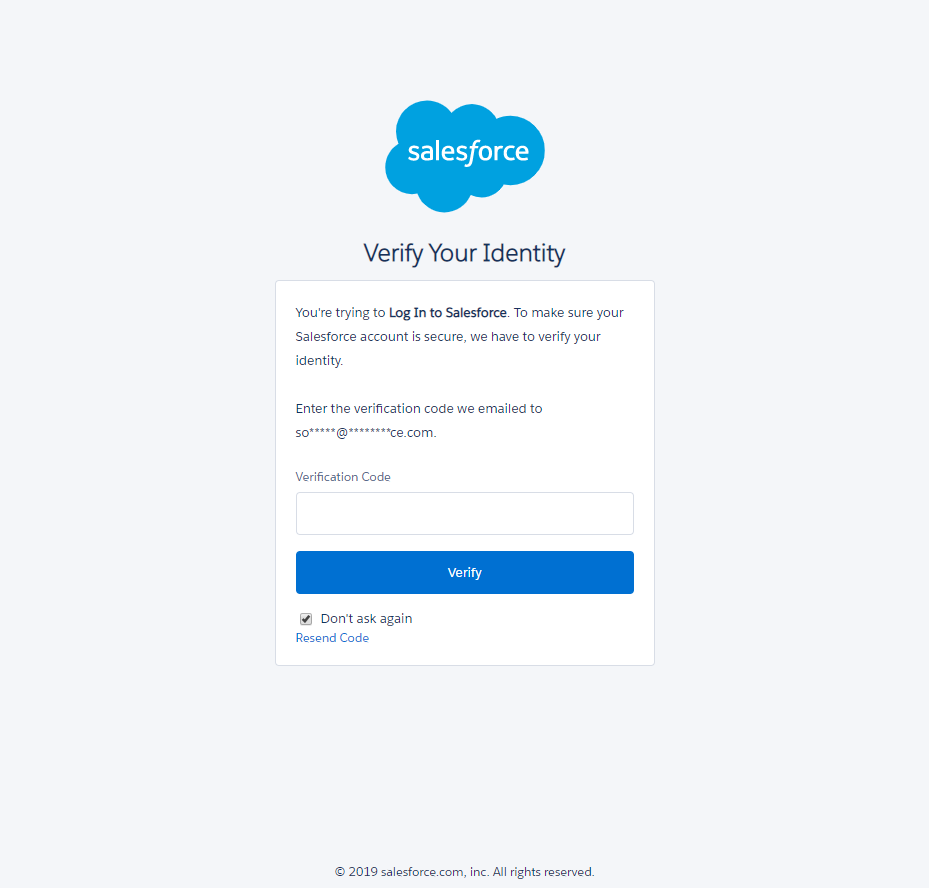 salesforce
Verify Your Identity
You're trying to Log In to Salesforce. To make sure your
Salesforce account is secure, we have to verify your
identity.
Enter the verification code we emailed to
so*****@********ce.com.
Verification Code
Verify
Don't ask again
Resend Code
© 2019 salesforce.com, inc. All rights reserved.